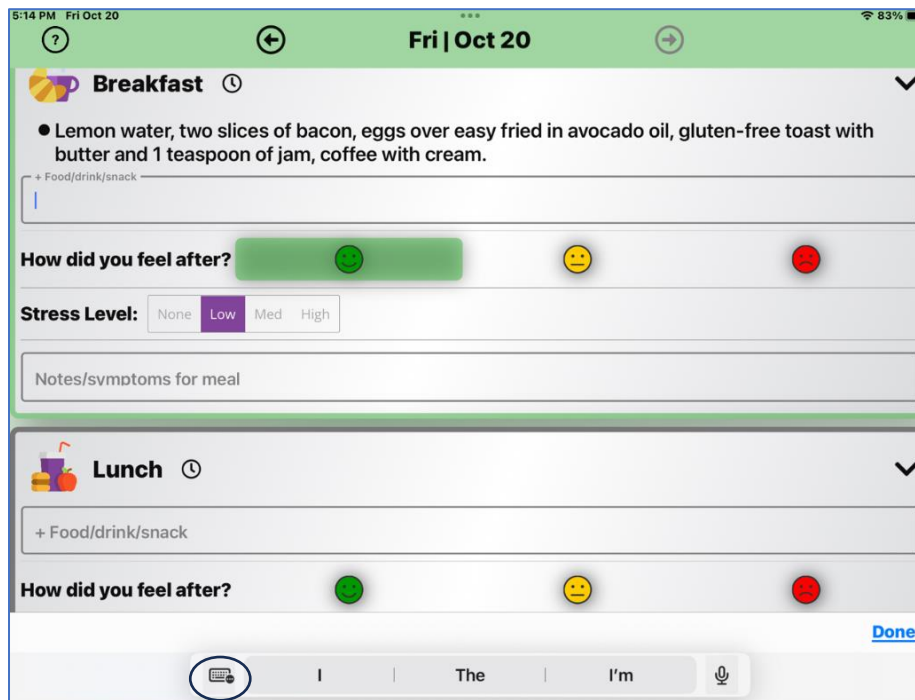 5:14 PM Fri Oct 20
83%
?
Fri | Oct 20
Breakfast
• Lemon water, two slices of bacon, eggs over easy fried in avocado oil, gluten-free toast with
butter and 1 teaspoon of jam, coffee with cream.
+ Food/drink/snack
How did you feel after?
Stress Level: None Low Med High
Notes/symptoms for meal
Lunch
+ Food/drink/snack
How did you feel after?
Done
I The I'm